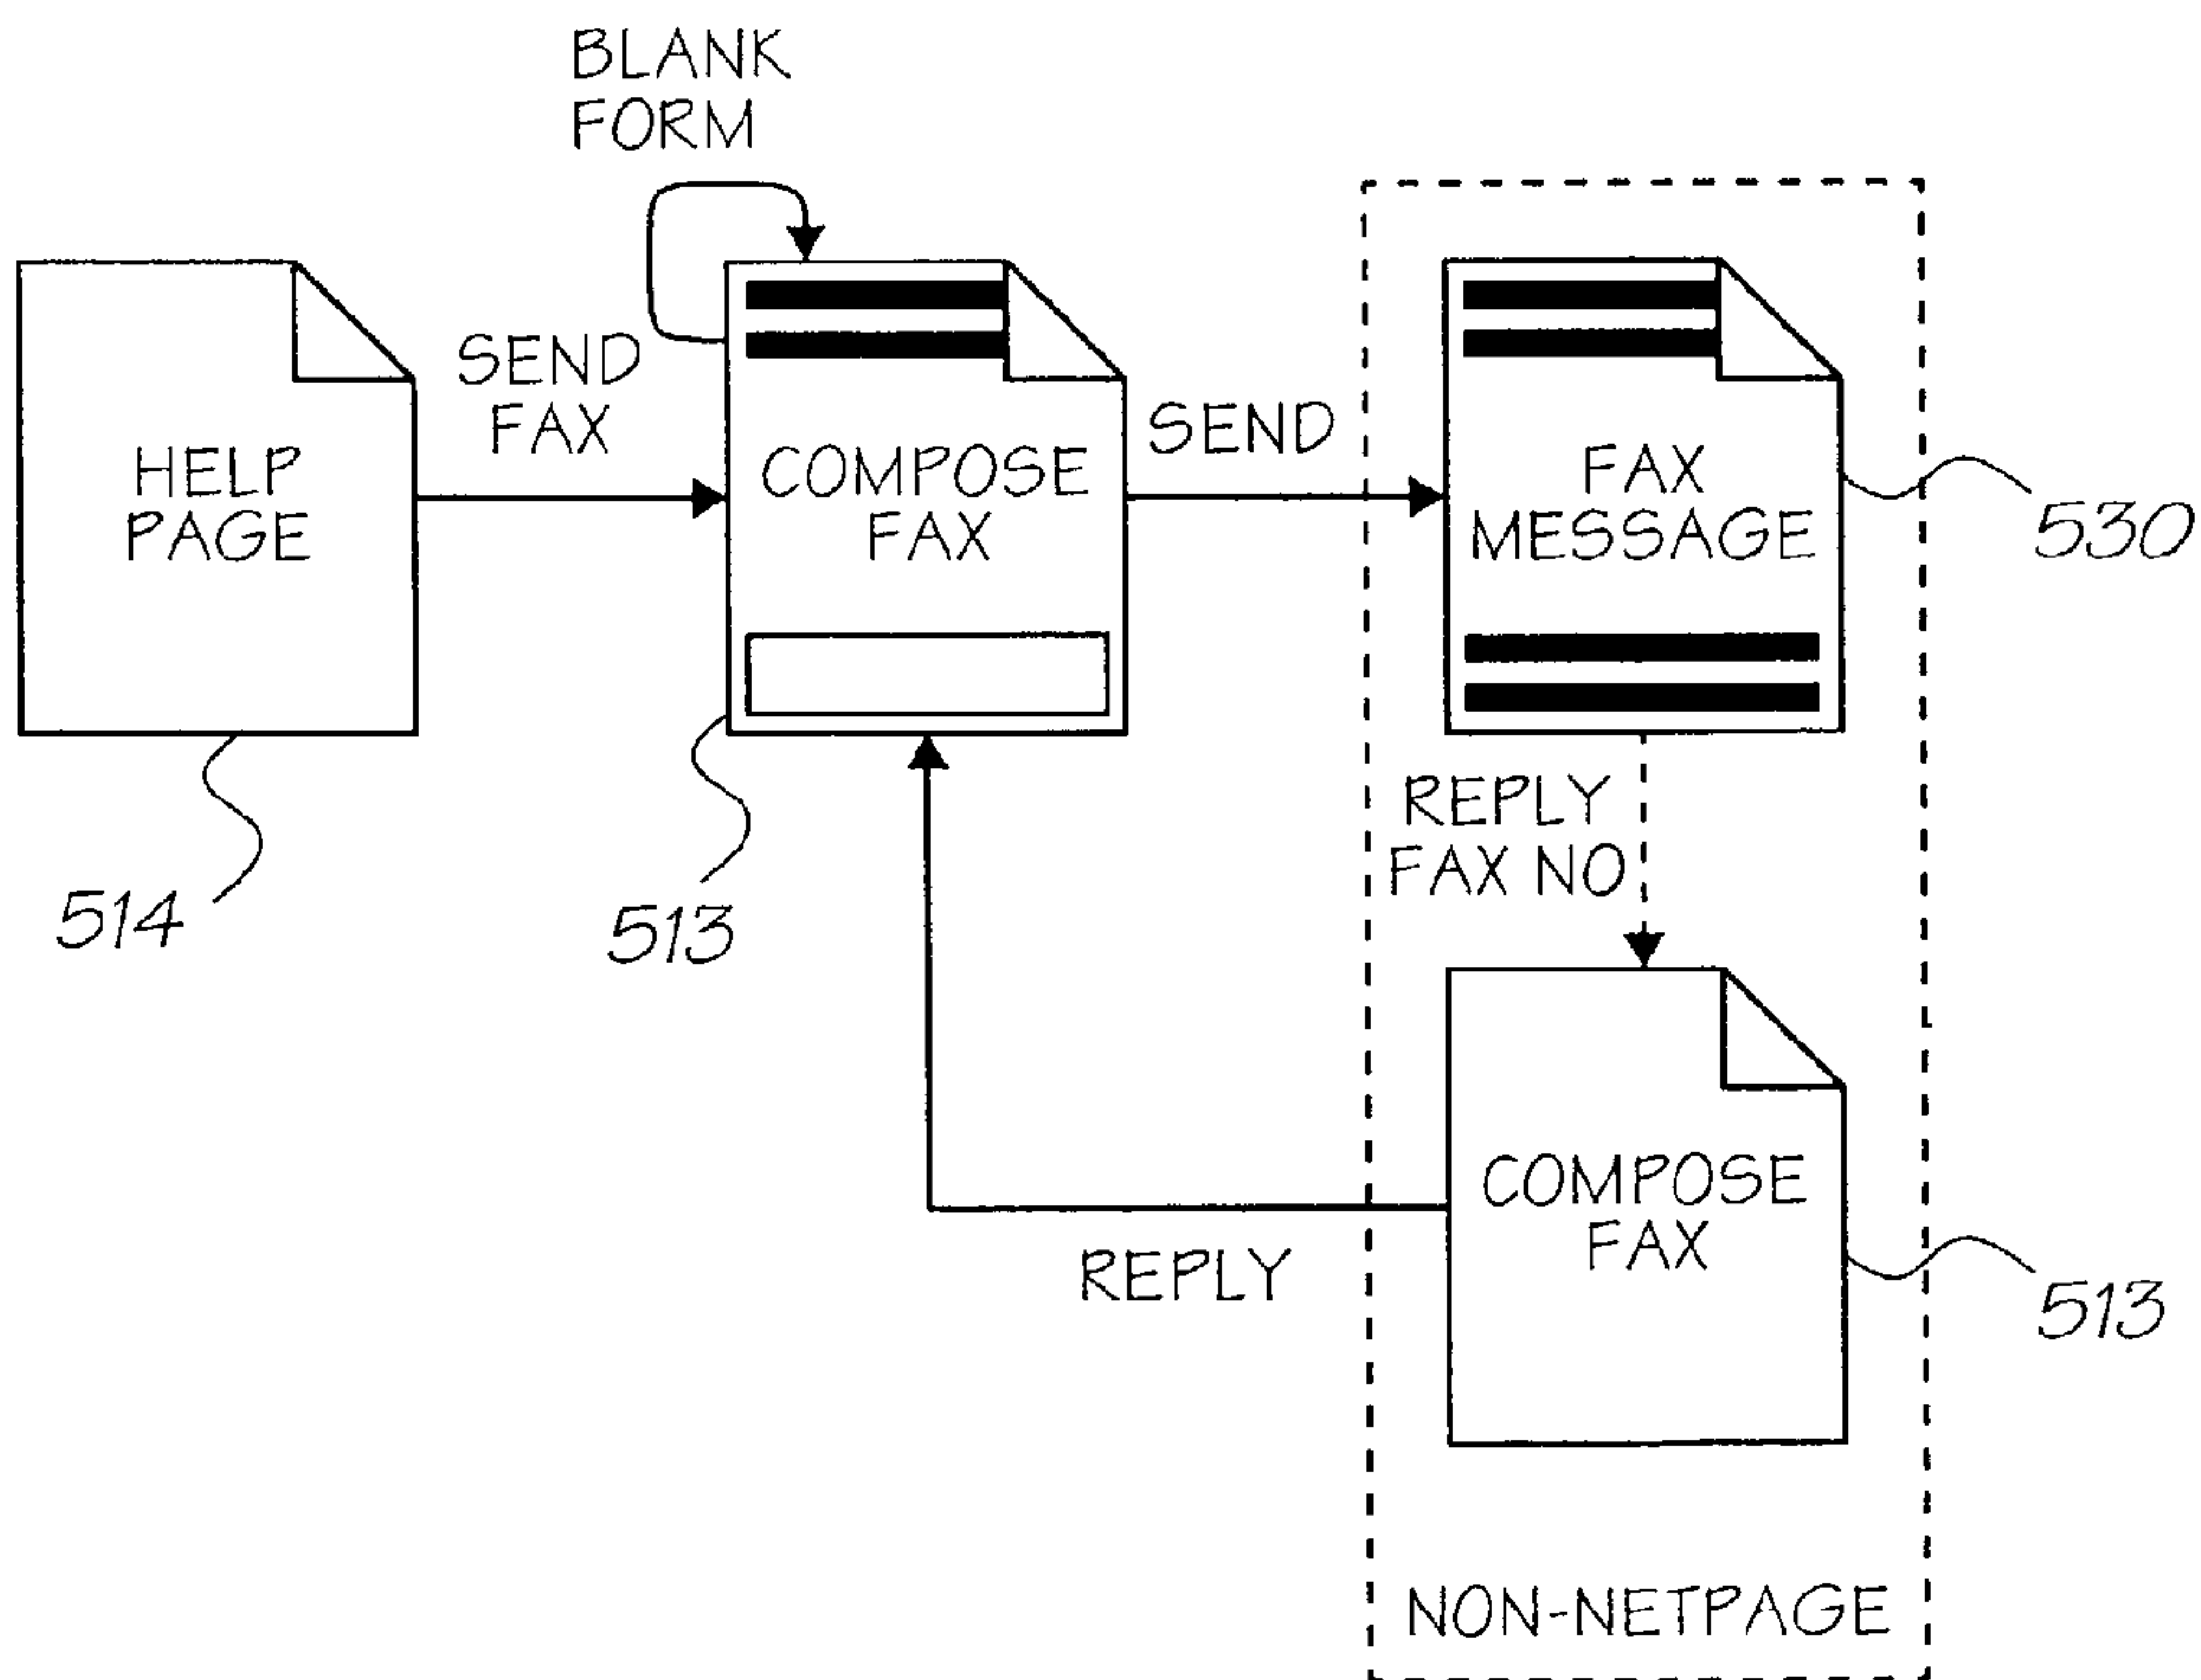 BLANK
FORM
HELP
PAGE
SEND
FAX
COMPOSE
FAX
SEND
FAX
MESSAGE
530
514
513
REPLY
FAX NO
COMPOSE
FAX
REPLY
513
NON-NETPAGE